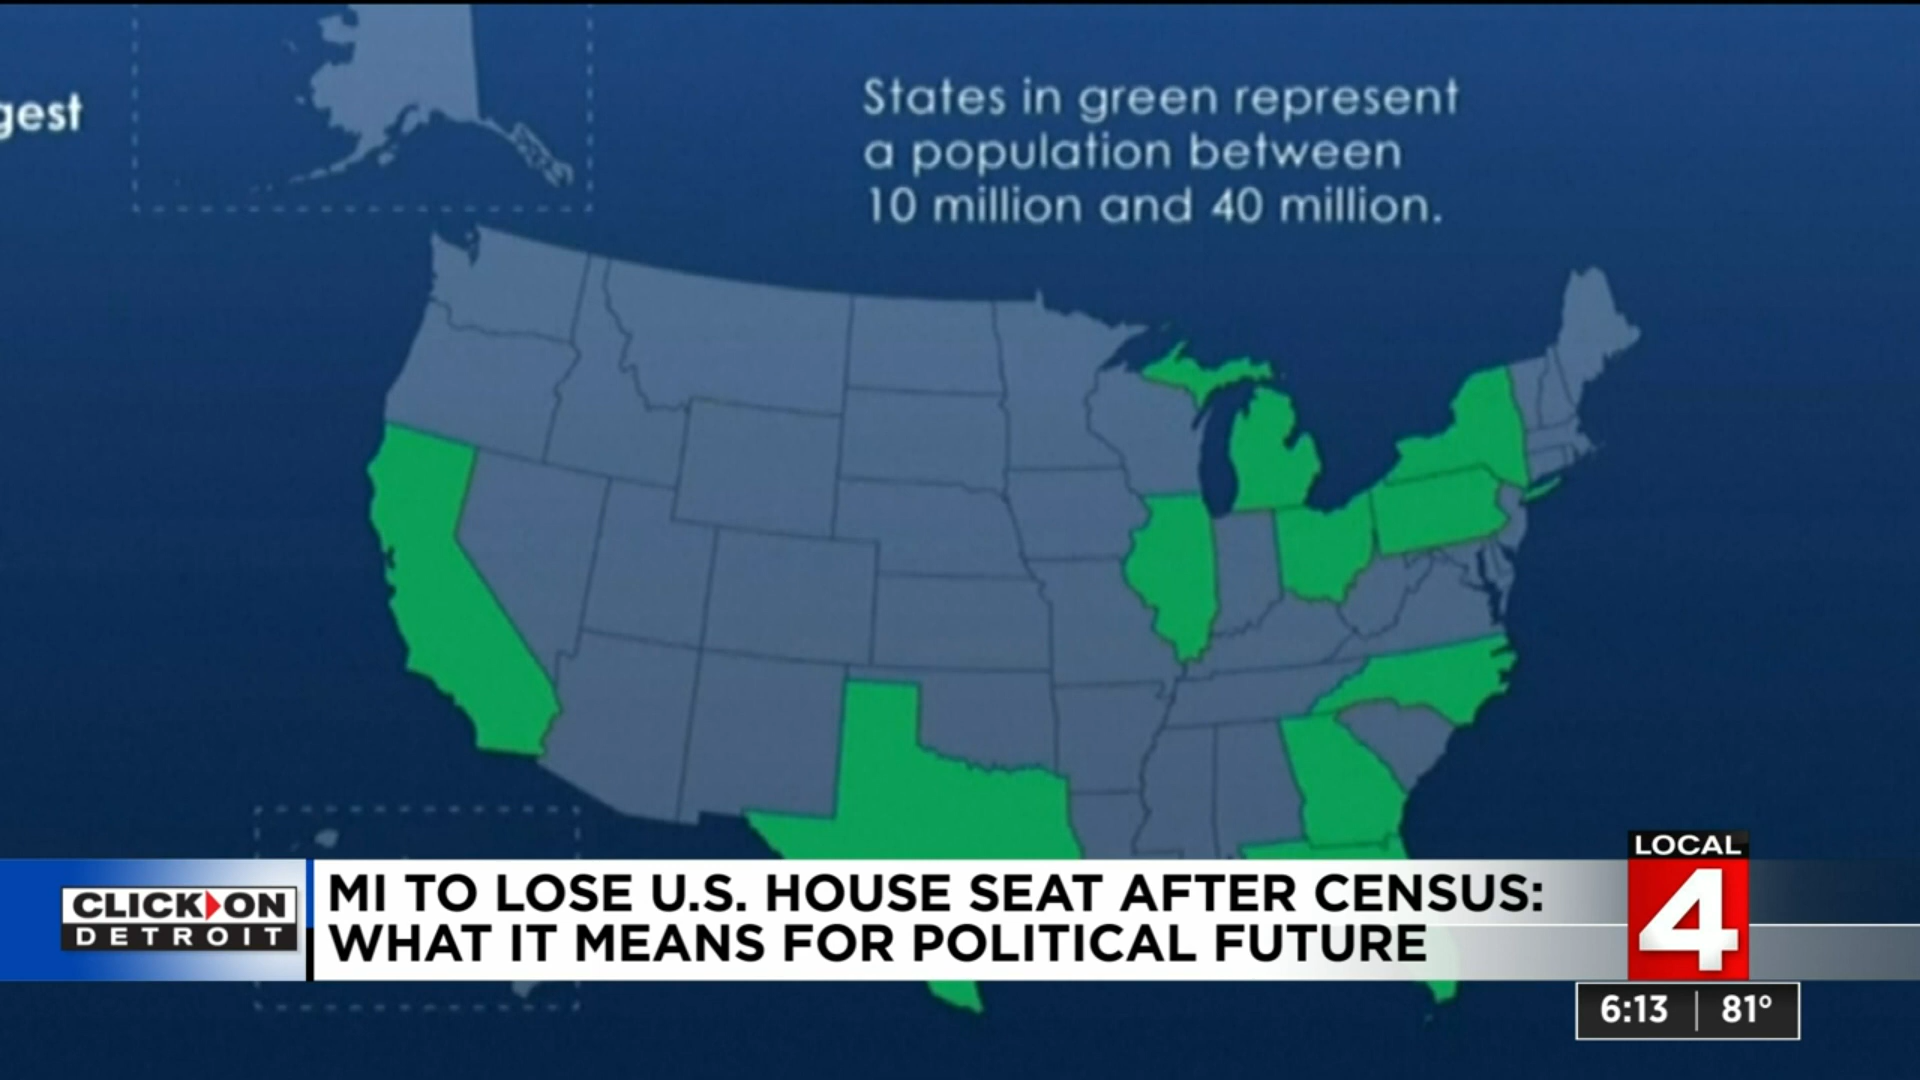 gest
States in green represent
a population between
10 million and 40 million.
LOCAL
4
CLICK ON
DETROIT
MI TO LOSE U.S. HOUSE SEAT AFTER CENSUS:
WHAT IT MEANS FOR POLITICAL FUTURE
6:13 81°